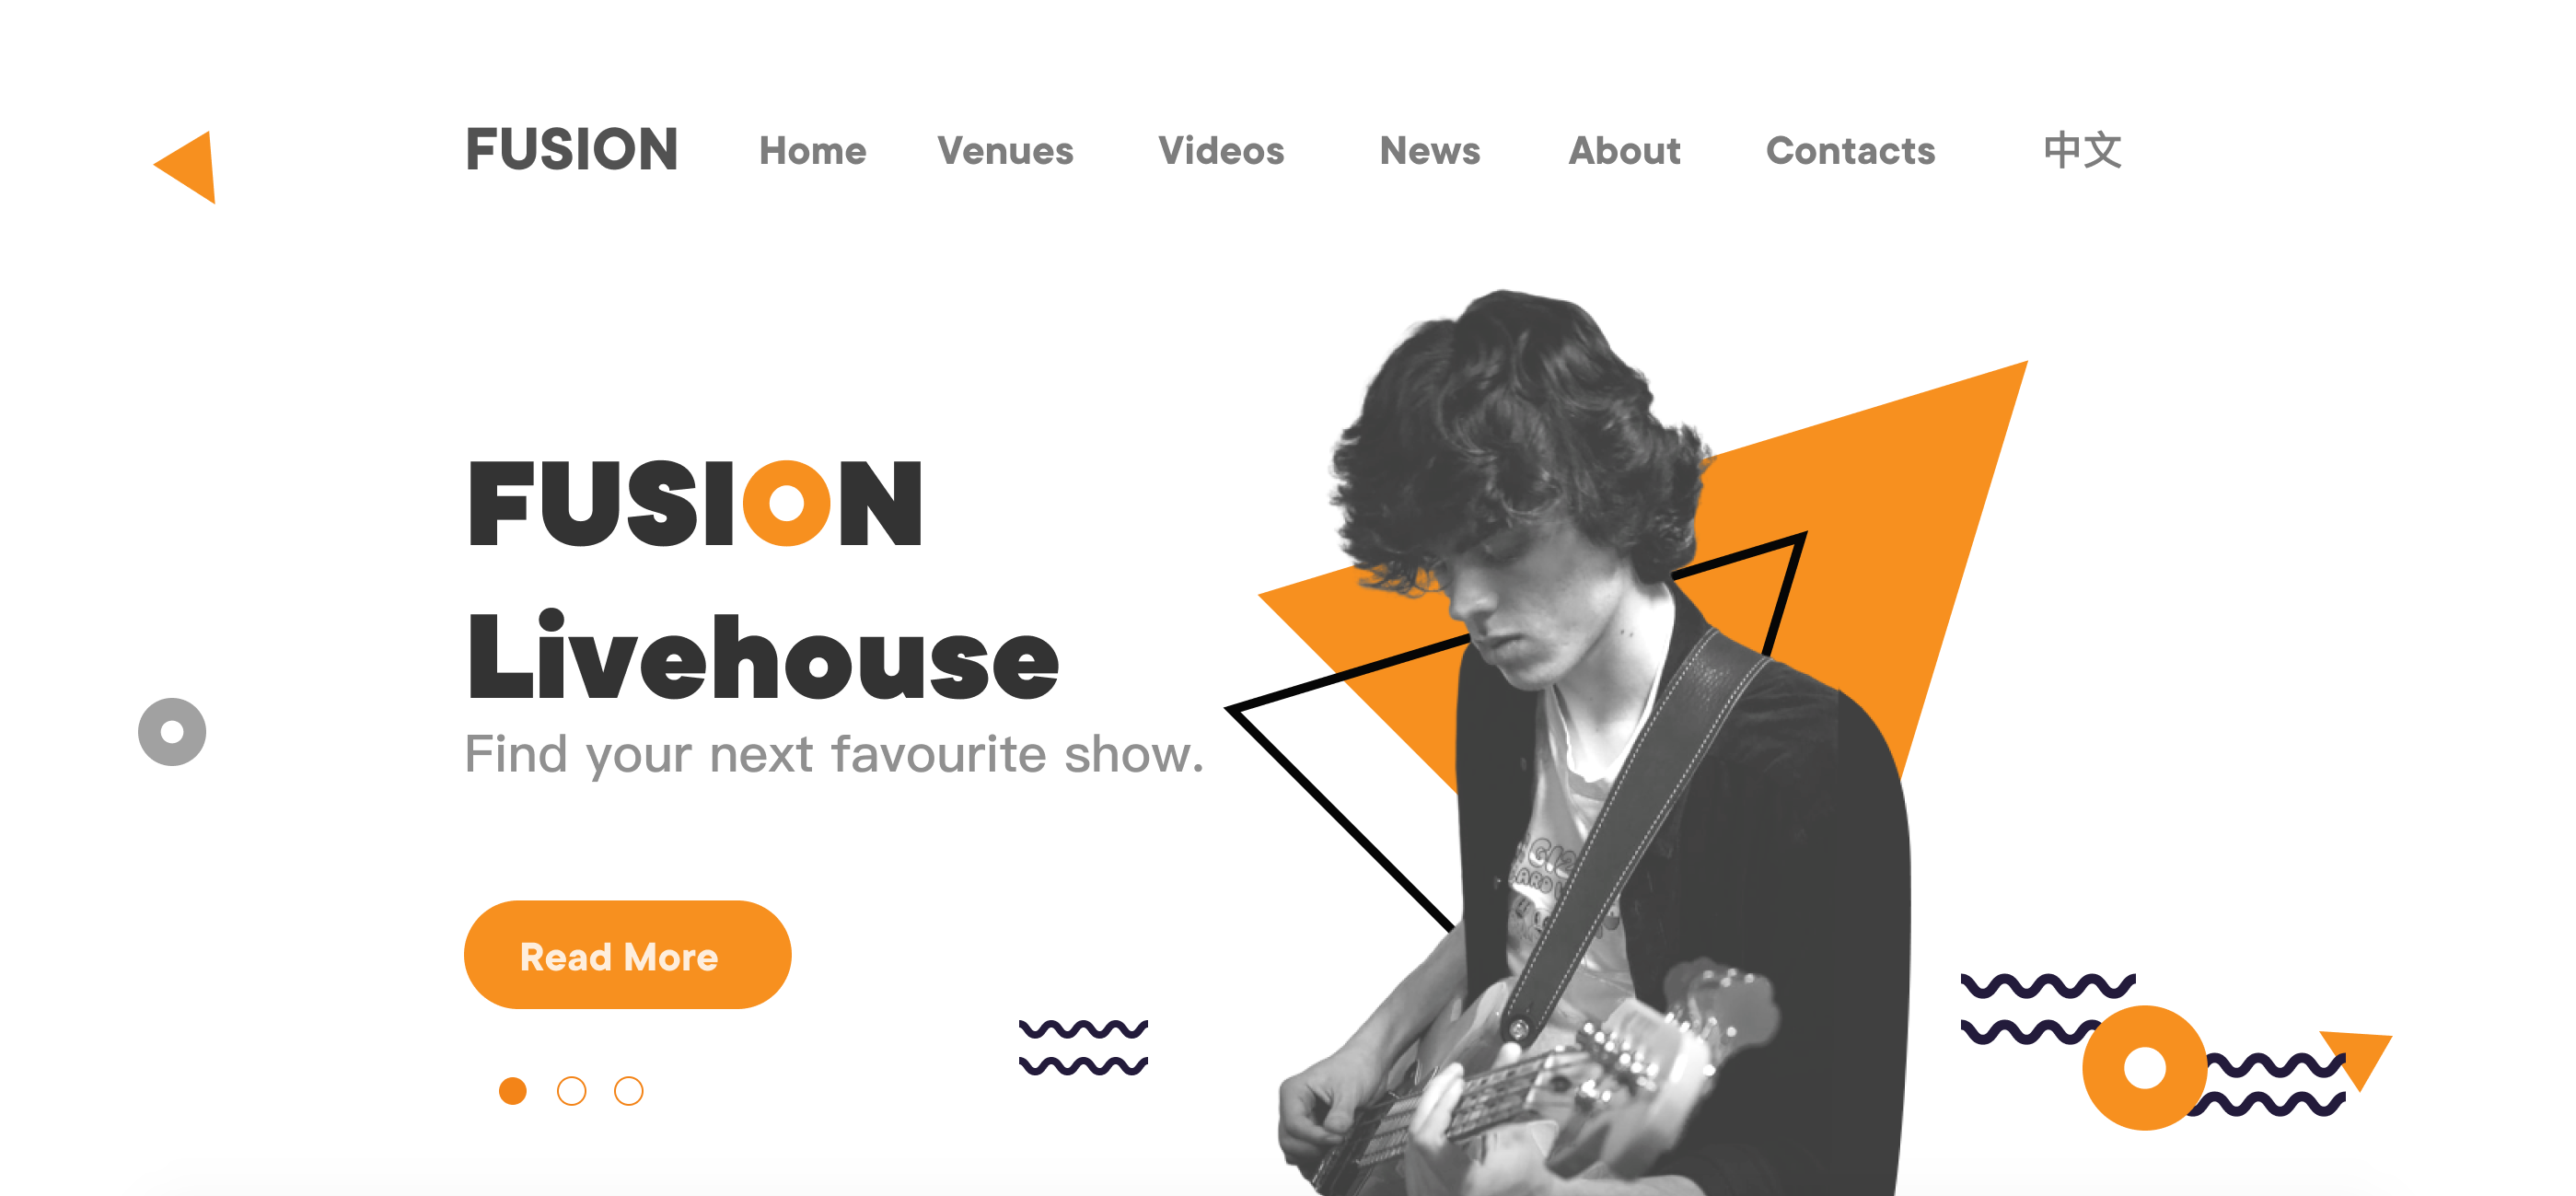 FUSION Home Venues Videos News About Contacts 中文
FUSION
Livehouse
Find your next favourite show.
Read More